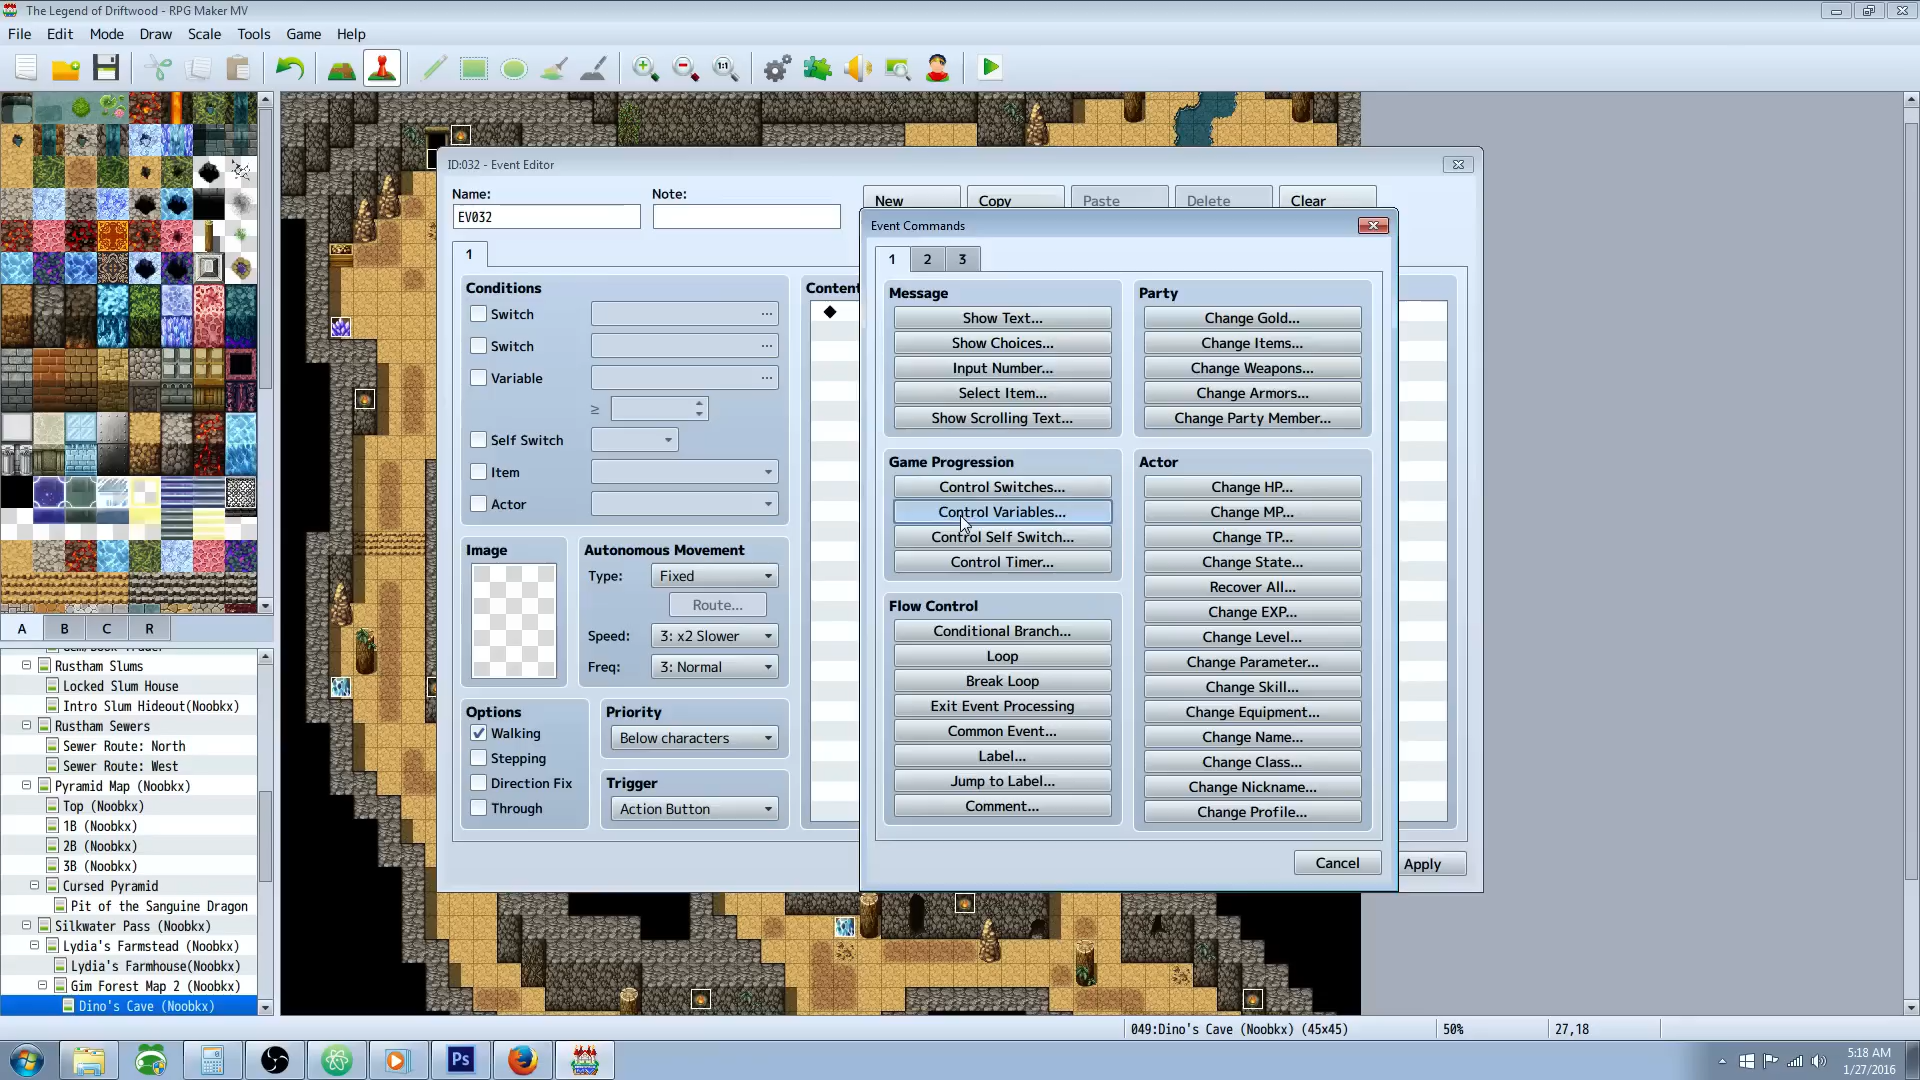 The Legend of Driftwood - RPG Maker MV
File Edit Mode Draw Scale Tools Game Help
1:1
ID:032 - Event Editor
Name:
Note:
EV032
New
Copy
Paste
Delete
Clear
1
Conditions
Switch ...
Switch ...
Variable ...
≥
Self Switch
Item
Actor
Image
Autonomous Movement
Type:
Fixed
Route...
Speed:
3: x2 Slower
Freq:
3: Normal
Options
Walking
Stepping
Direction Fix
Through
Priority
Below characters
Trigger
Action Button
Content
◆
Event Commands
1 2 3
Message
Show Text...
Show Choices...
Input Number...
Select Item...
Show Scrolling Text...
Game Progression
Control Switches...
Control Variables...
Control Self Switch...
Control Timer...
Flow Control
Conditional Branch...
Loop
Break Loop
Exit Event Processing
Common Event...
Label...
Jump to Label...
Comment...
Party
Change Gold...
Change Items...
Change Weapons...
Change Armors...
Change Party Member...
Actor
Change HP...
Change MP...
Change TP...
Change State...
Recover All...
Change EXP...
Change Level...
Change Parameter...
Change Skill...
Change Equipment...
Change Name...
Change Class...
Change Nickname...
Change Profile...
Cancel
Apply
A B C R
Rustham Slums
Locked Slum House
Intro Slum Hideout(Noobkx)
Rustham Sewers
Sewer Route: North
Sewer Route: West
Pyramid Map (Noobkx)
Top (Noobkx)
1B (Noobkx)
2B (Noobkx)
3B (Noobkx)
Cursed Pyramid
Pit of the Sanguine Dragon
Silkwater Pass (Noobkx)
Lydia's Farmstead (Noobkx)
Lydia's Farmhouse(Noobkx)
Gim Forest Map 2 (Noobkx)
Dino's Cave (Noobkx)
049:Dino's Cave (Noobkx) (45x45)
50%
27,18
Ps
5:18 AM
1/27/2016